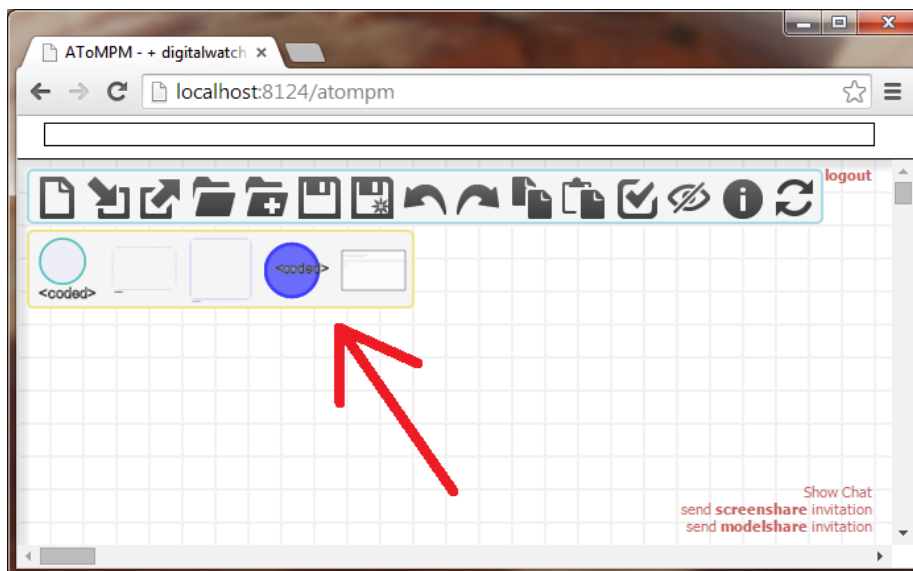 AToMPM - + digitalwatch
localhost:8124/atompm
logout
<coded>
<coded>
Show Chat
send screenshare invitation
send modelshare invitation